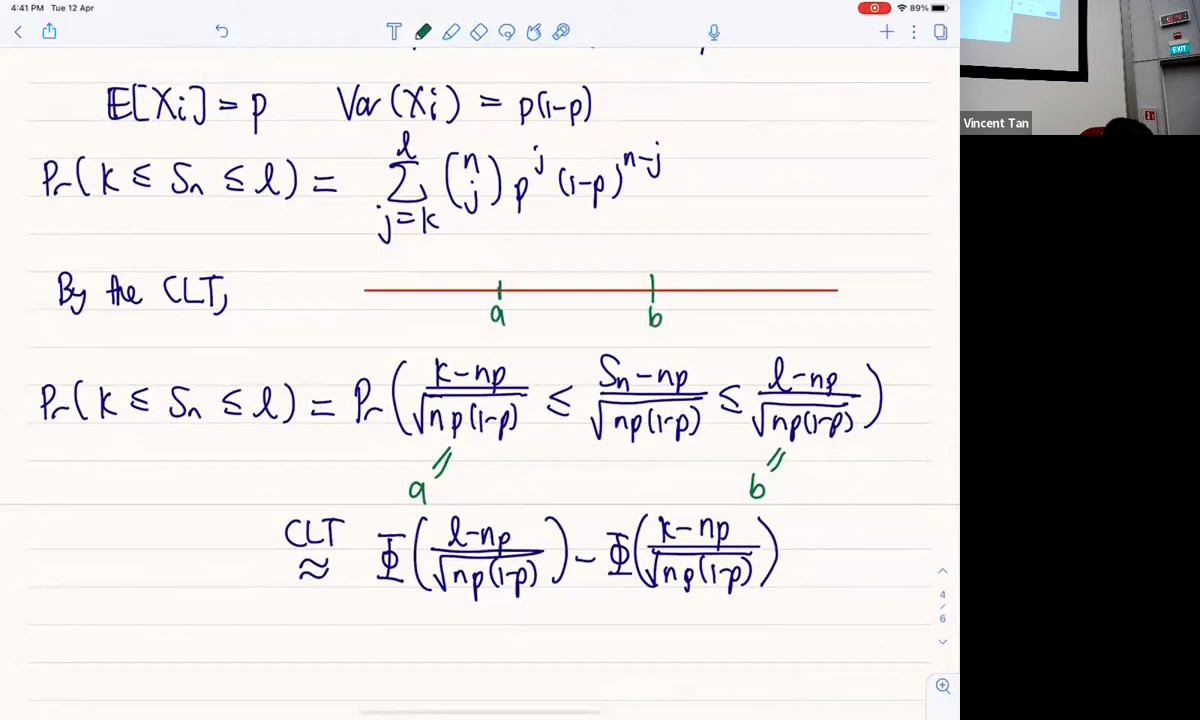 4:41 PM Tue 12 Apr
89%
E[Xi] = p Var(Xi) = p(1-p)
Pr(k ≤ Sn ≤ l) = ∑_{j=k}^{l} (n j) p^j (1-p)^{n-j}
By the CLT,
a b
Pr(k ≤ Sn ≤ l) = Pr( (k-np)/√(np(1-p)) ≤ (Sn-np)/√(np(1-p)) ≤ (l-np)/√(np(1-p)) )
a b
CLT
≈ Φ( (l-np)/√(np(1-p)) ) - Φ( (k-np)/√(np(1-p)) )
4 / 6
EXIT
Vincent Tan